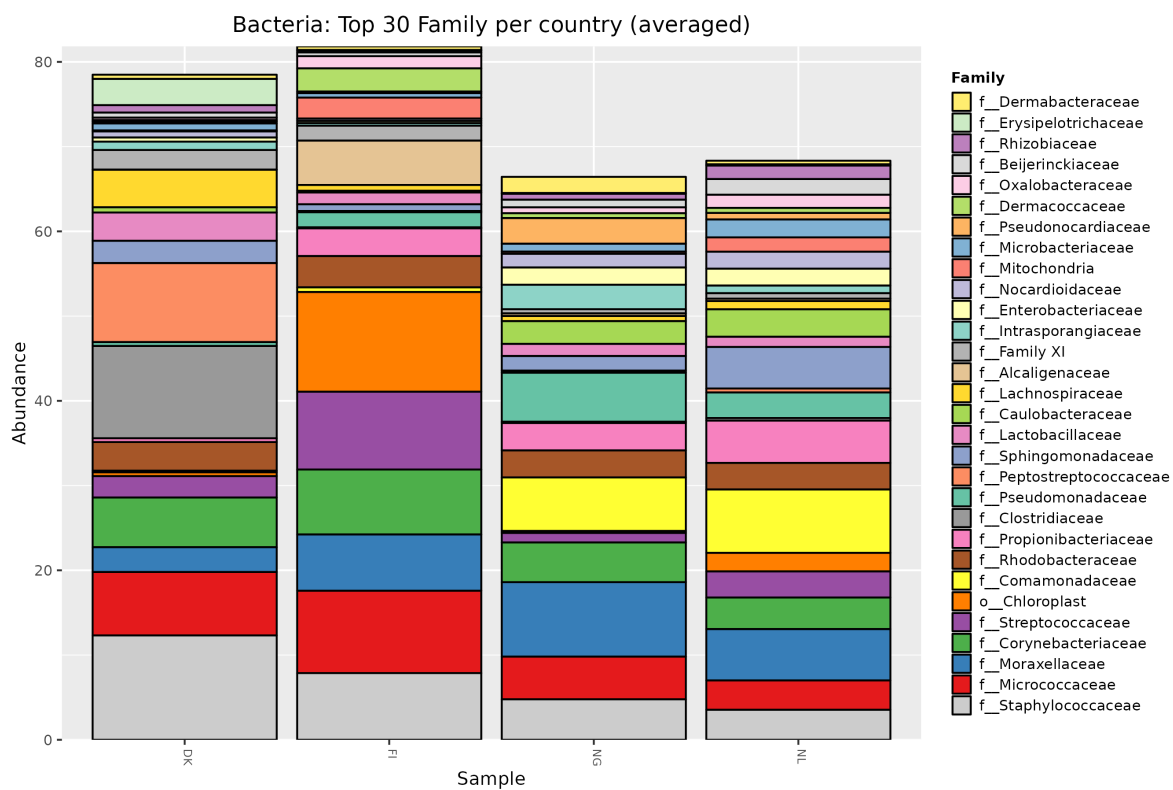 Bacteria: Top 30 Family per country (averaged)
80
60
40
20
0
Abundance
DK
FI
NG
NL
Sample
Family
f__Dermabacteraceae
f__Erysipelotrichaceae
f__Rhizobiaceae
f__Beijerinckiaceae
f__Oxalobacteraceae
f__Dermacoccaceae
f__Pseudonocardiaceae
f__Microbacteriaceae
f__Mitochondria
f__Nocardioidaceae
f__Enterobacteriaceae
f__Intrasporangiaceae
f__Family XI
f__Alcaligenaceae
f__Lachnospiraceae
f__Caulobacteraceae
f__Lactobacillaceae
f__Sphingomonadaceae
f__Peptostreptococcaceae
f__Pseudomonadaceae
f__Clostridiaceae
f__Propionibacteriaceae
f__Rhodobacteraceae
f__Comamonadaceae
o__Chloroplast
f__Streptococcaceae
f__Corynebacteriaceae
f__Moraxellaceae
f__Micrococcaceae
f__Staphylococcaceae